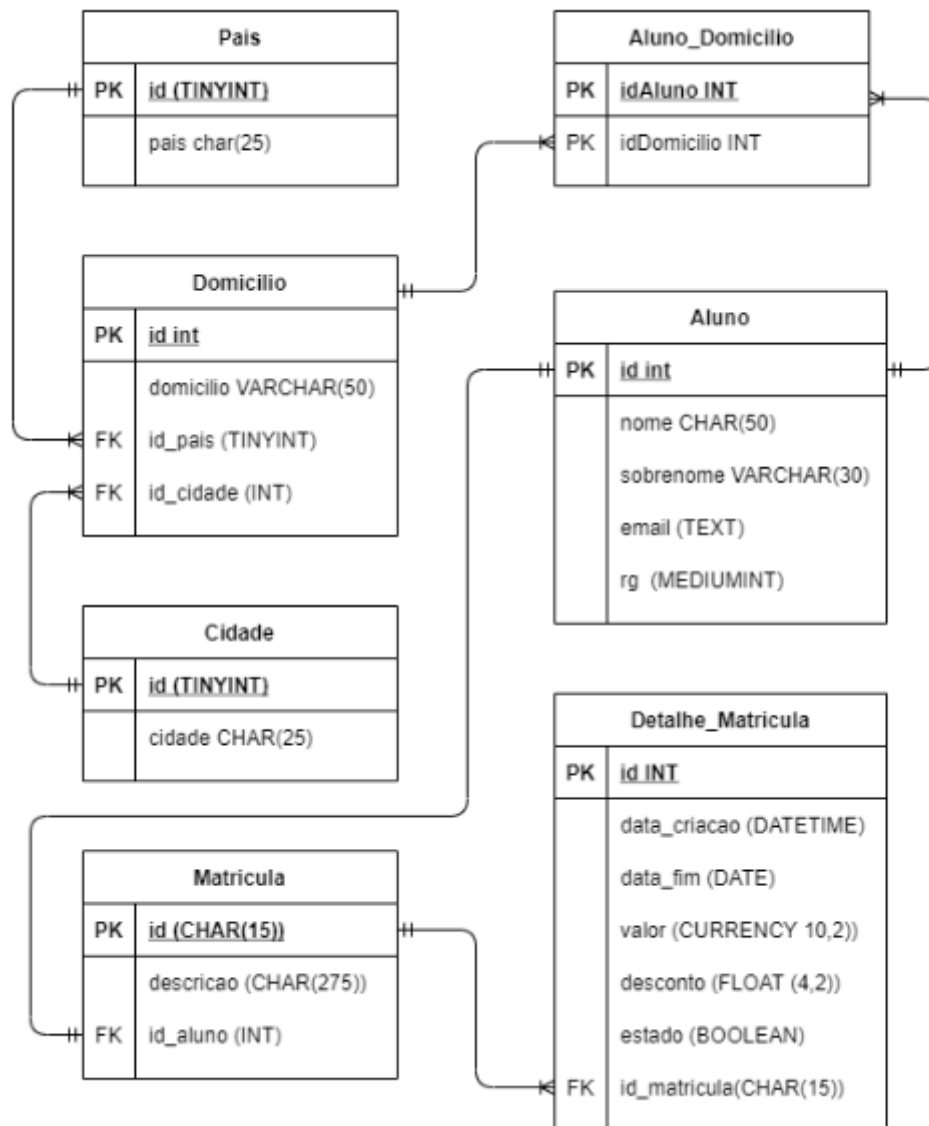 Pais
PK id (TINYINT)
pais char(25)
Aluno_Domicilio
PK idAluno INT
PK idDomicilio INT
Domicilio
PK id int
domicilio VARCHAR(50)
FK id_pais (TINYINT)
FK id_cidade (INT)
Aluno
PK id int
nome CHAR(50)
sobrenome VARCHAR(30)
email (TEXT)
rg (MEDIUMINT)
Cidade
PK id (TINYINT)
cidade CHAR(25)
Detalhe_Matricula
PK id INT
data_criacao (DATETIME)
data_fim (DATE)
valor (CURRENCY 10,2))
desconto (FLOAT (4,2))
estado (BOOLEAN)
FK id_matricula(CHAR(15))
Matricula
PK id (CHAR(15))
descricao (CHAR(275))
FK id_aluno (INT)